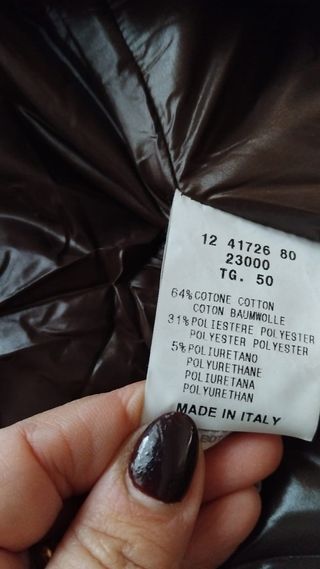 12 41726 80
23000
TG. 50
64% COTONE COTTON
COTON BAUMWOLLE
31% POLIESTERE POLYESTER
POLYESTER POLYESTER
5% POLIURETANO
POLYURETHANE
POLIURETANA
POLYURETHAN
MADE IN ITALY